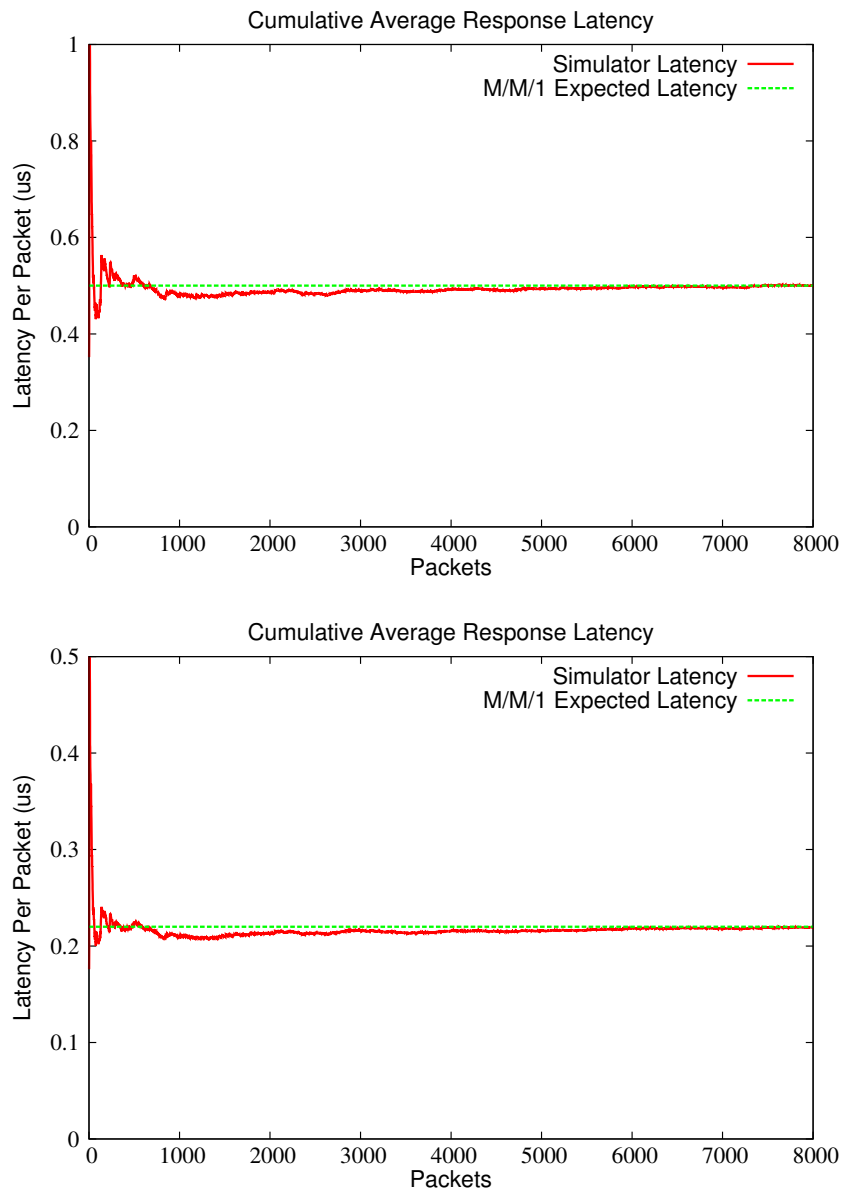 Cumulative Average Response Latency
1
Simulator Latency
M/M/1 Expected Latency
0.8
0.6
0.4
0.2
0
Latency Per Packet (us)
0 1000 2000 3000 4000 5000 6000 7000 8000
Packets
Cumulative Average Response Latency
0.5
Simulator Latency
M/M/1 Expected Latency
0.4
0.3
0.2
0.1
0
Latency Per Packet (us)
0 1000 2000 3000 4000 5000 6000 7000 8000
Packets